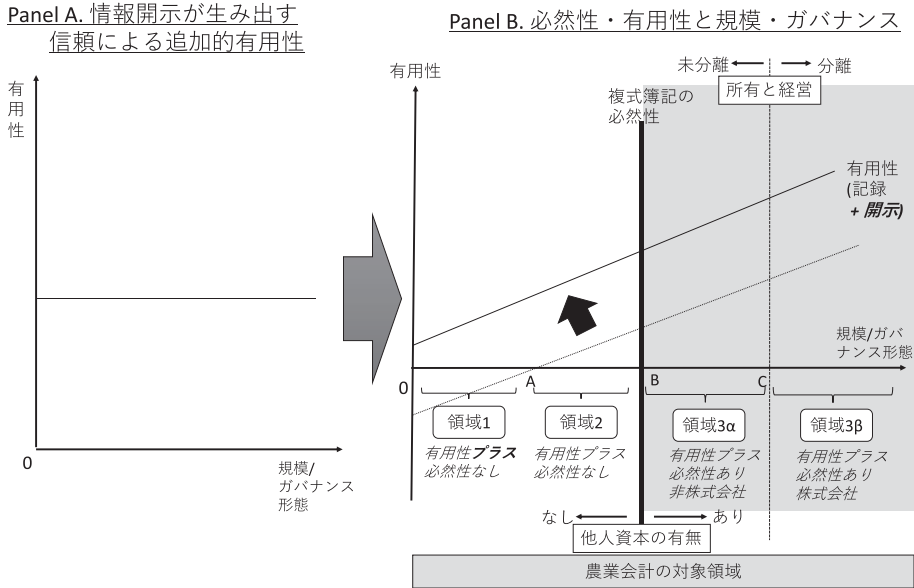 Panel A. 情報開示が生み出す
信頼による追加的有用性
有用性
0
規模/
ガバナンス
形態
Panel B. 必然性・有用性と規模・ガバナンス
有用性
未分離
分離
所有と経営
複式簿記の
必然性
有用性
(記録
+ 開示)
規模/ガバ
ナンス形態
0
A
B
C
領域1
有用性プラス
必然性なし
領域2
有用性プラス
必然性なし
領域3α
有用性プラス
必然性あり
非株式会社
領域3β
有用性プラス
必然性あり
株式会社
なし
あり
他人資本の有無
農業会計の対象領域